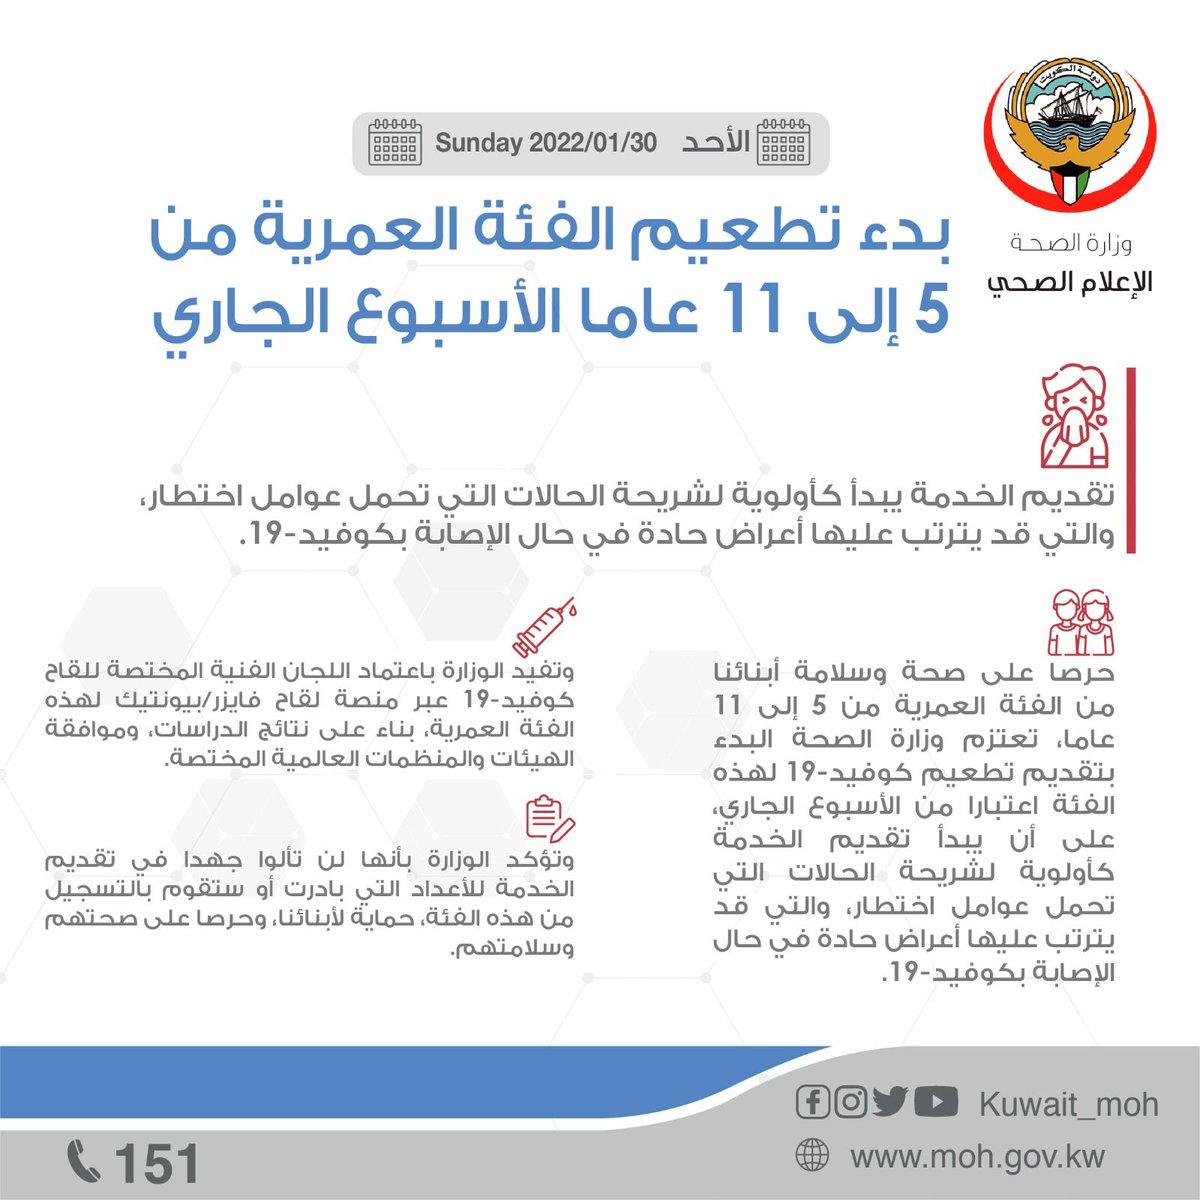 دولة الكويت
وزارة الصحة
الإعلام الصحي
الأحد Sunday 2022/01/30
بدء تطعيم الفئة العمرية من
5 إلى 11 عاما الأسبوع الجاري
تقديم الخدمة يبدأ كأولوية لشريحة الحالات التي تحمل عوامل اختطار،
والتي قد يترتب عليها أعراض حادة في حال الإصابة بكوفيد-19.
حرصا على صحة وسلامة أبنائنا
من الفئة العمرية من 5 إلى 11
عاما، تعتزم وزارة الصحة البدء
بتقديم تطعيم كوفيد-19 لهذه
الفئة اعتبارا من الأسبوع الجاري،
على أن يبدأ تقديم الخدمة
كأولوية لشريحة الحالات التي
تحمل عوامل اختطار، والتي قد
يترتب عليها أعراض حادة في حال
الإصابة بكوفيد-19.
وتفيد الوزارة باعتماد اللجان الفنية المختصة للقاح
كوفيد-19 عبر منصة لقاح فايزر/بيونتيك لهذه
الفئة العمرية، بناء على نتائج الدراسات، وموافقة
الهيئات والمنظمات العالمية المختصة.
وتؤكد الوزارة بأنها لن تألوا جهدا في تقديم
الخدمة للأعداد التي بادرت أو ستقوم بالتسجيل
من هذه الفئة، حماية لأبنائنا، وحرصا على صحتهم
وسلامتهم.
Kuwait_moh
www.moh.gov.kw
151